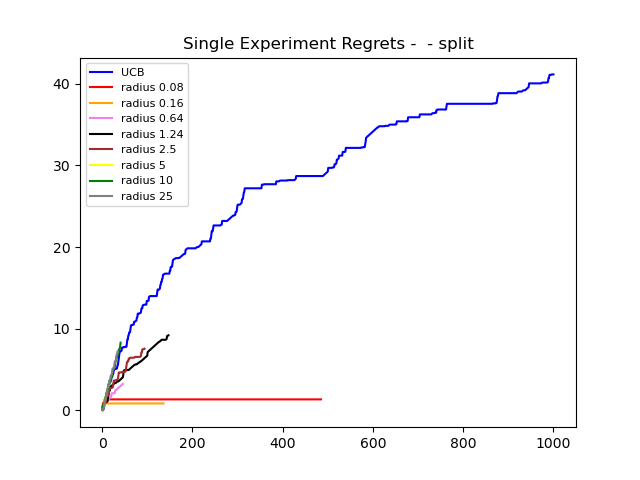 Single Experiment Regrets -  - split
UCB
radius 0.08
radius 0.16
radius 0.64
radius 1.24
radius 2.5
radius 5
radius 10
radius 25
40
30
20
10
0
0 200 400 600 800 1000